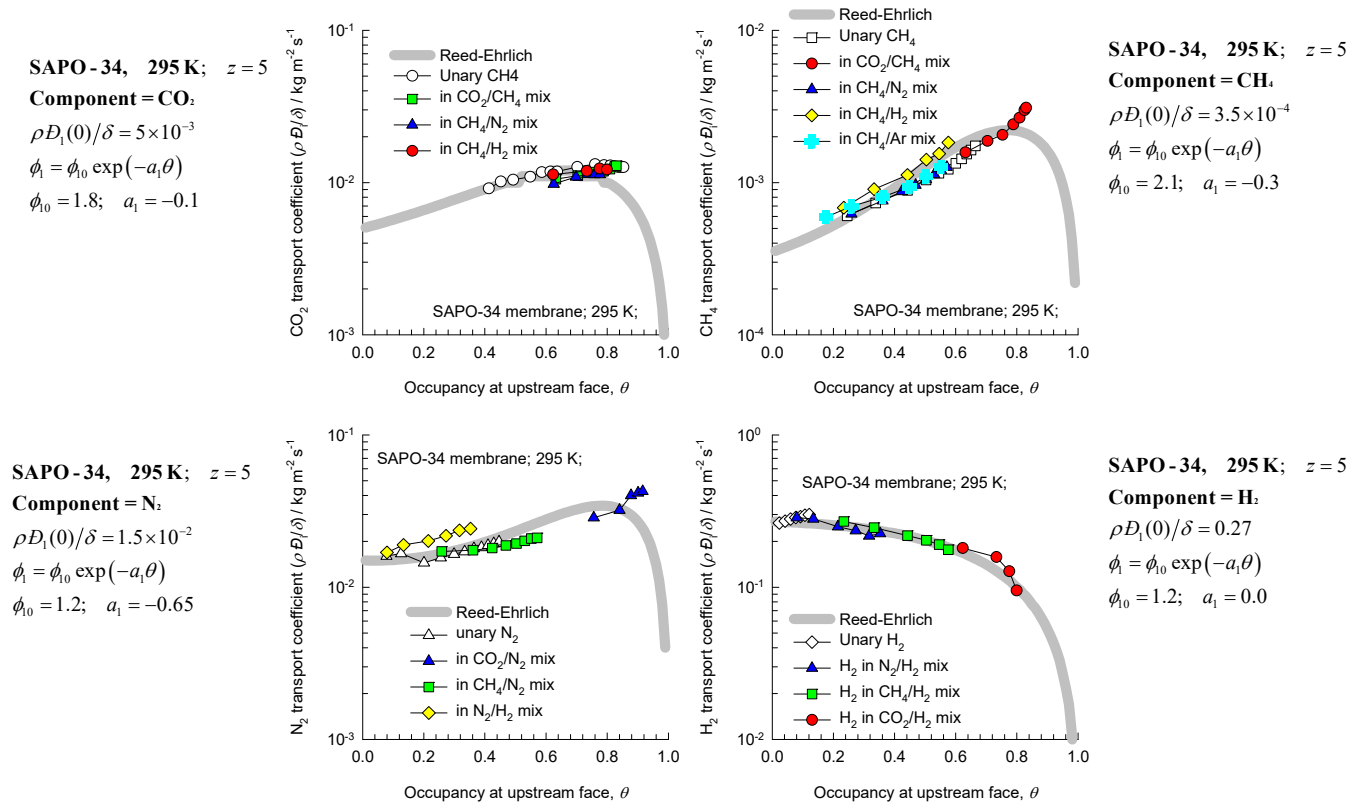 SAPO-34, 295 K; z = 5
Component = CO₂
ρĐ₁(0)/δ = 5×10⁻³
ϕ₁ = ϕ₁₀ exp(−a₁θ)
ϕ₁₀ = 1.8; a₁ = −0.1
CO₂ transport coefficient (ρĐᵢ/δ) / kg m⁻² s⁻¹
10⁻¹
10⁻²
10⁻³
Reed-Ehrlich
Unary CH4
in CO₂/CH₄ mix
in CH₄/N₂ mix
in CH₄/H₂ mix
SAPO-34 membrane; 295 K;
0.0 0.2 0.4 0.6 0.8 1.0
Occupancy at upstream face, θ
CH₄ transport coefficient (ρĐᵢ/δ) / kg m⁻² s⁻¹
10⁻²
10⁻³
10⁻⁴
Reed-Ehrlich
Unary CH₄
in CO₂/CH₄ mix
in CH₄/N₂ mix
in CH₄/H₂ mix
in CH₄/Ar mix
SAPO-34 membrane; 295 K;
0.0 0.2 0.4 0.6 0.8 1.0
Occupancy at upstream face, θ
SAPO-34, 295 K; z = 5
Component = CH₄
ρĐ₁(0)/δ = 3.5×10⁻⁴
ϕ₁ = ϕ₁₀ exp(−a₁θ)
ϕ₁₀ = 2.1; a₁ = −0.3
SAPO-34, 295 K; z = 5
Component = N₂
ρĐ₁(0)/δ = 1.5×10⁻²
ϕ₁ = ϕ₁₀ exp(−a₁θ)
ϕ₁₀ = 1.2; a₁ = −0.65
N₂ transport coefficient (ρĐᵢ/δ) / kg m⁻² s⁻¹
10⁻¹
10⁻²
10⁻³
SAPO-34 membrane; 295 K;
Reed-Ehrlich
unary N₂
in CO₂/N₂ mix
in CH₄/N₂ mix
in N₂/H₂ mix
0.0 0.2 0.4 0.6 0.8 1.0
Occupancy at upstream face, θ
H₂ transport coefficient (ρĐᵢ/δ) / kg m⁻² s⁻¹
10⁰
10⁻¹
10⁻²
SAPO-34 membrane; 295 K;
Reed-Ehrlich
Unary H₂
H₂ in N₂/H₂ mix
H₂ in CH₄/H₂ mix
H₂ in CO₂/H₂ mix
0.0 0.2 0.4 0.6 0.8 1.0
Occupancy at upstream face, θ
SAPO-34, 295 K; z = 5
Component = H₂
ρĐ₁(0)/δ = 0.27
ϕ₁ = ϕ₁₀ exp(−a₁θ)
ϕ₁₀ = 1.2; a₁ = 0.0